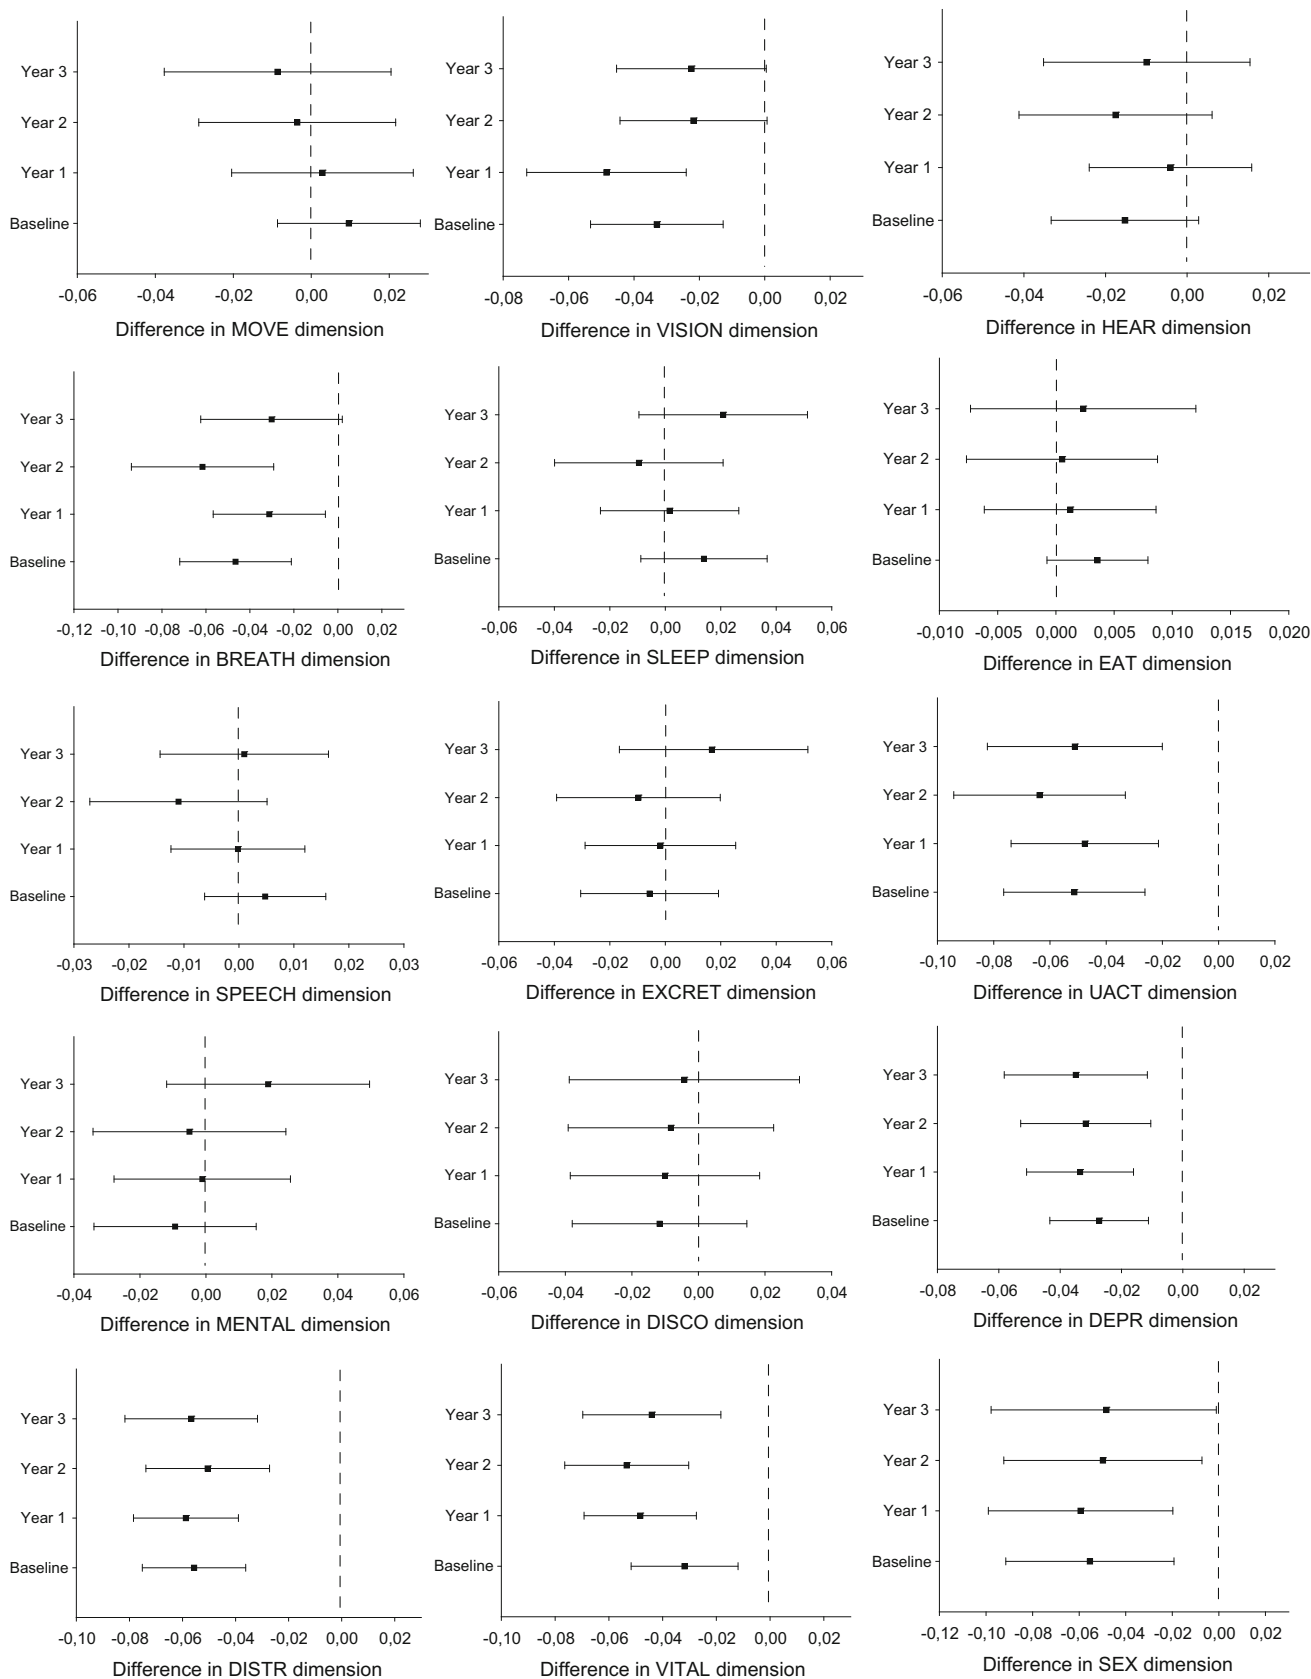 Year 3
Year 2
Year 1
Baseline
-0,06 -0,04 -0,02 0,00 0,02
Difference in MOVE dimension
Year 3
Year 2
Year 1
Baseline
-0,08 -0,06 -0,04 -0,02 0,00 0,02
Difference in VISION dimension
Year 3
Year 2
Year 1
Baseline
-0,06 -0,04 -0,02 0,00 0,02
Difference in HEAR dimension
Year 3
Year 2
Year 1
Baseline
-0,12 -0,10 -0,08 -0,06 -0,04 -0,02 0,00 0,02
Difference in BREATH dimension
Year 3
Year 2
Year 1
Baseline
-0,06 -0,04 -0,02 0,00 0,02 0,04 0,06
Difference in SLEEP dimension
Year 3
Year 2
Year 1
Baseline
-0,010 -0,005 0,000 0,005 0,010 0,015 0,020
Difference in EAT dimension
Year 3
Year 2
Year 1
Baseline
-0,03 -0,02 -0,01 0,00 0,01 0,02 0,03
Difference in SPEECH dimension
Year 3
Year 2
Year 1
Baseline
-0,06 -0,04 -0,02 0,00 0,02 0,04 0,06
Difference in EXCRET dimension
Year 3
Year 2
Year 1
Baseline
-0,10 -0,08 -0,06 -0,04 -0,02 0,00 0,02
Difference in UACT dimension
Year 3
Year 2
Year 1
Baseline
-0,04 -0,02 0,00 0,02 0,04 0,06
Difference in MENTAL dimension
Year 3
Year 2
Year 1
Baseline
-0,06 -0,04 -0,02 0,00 0,02 0,04
Difference in DISCO dimension
Year 3
Year 2
Year 1
Baseline
-0,08 -0,06 -0,04 -0,02 0,00 0,02
Difference in DEPR dimension
Year 3
Year 2
Year 1
Baseline
-0,10 -0,08 -0,06 -0,04 -0,02 0,00 0,02
Difference in DISTR dimension
Year 3
Year 2
Year 1
Baseline
-0,10 -0,08 -0,06 -0,04 -0,02 0,00 0,02
Difference in VITAL dimension
Year 3
Year 2
Year 1
Baseline
-0,12 -0,10 -0,08 -0,06 -0,04 -0,02 0,00 0,02
Difference in SEX dimension